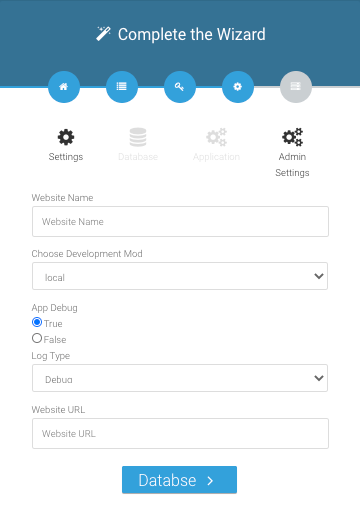 Complete the Wizard
Settings
Database
Application
Admin
Settings
Website Name
Website Name
Choose Development Mod
local
App Debug
True
False
Log Type
Debug
Website URL
Website URL
Databse